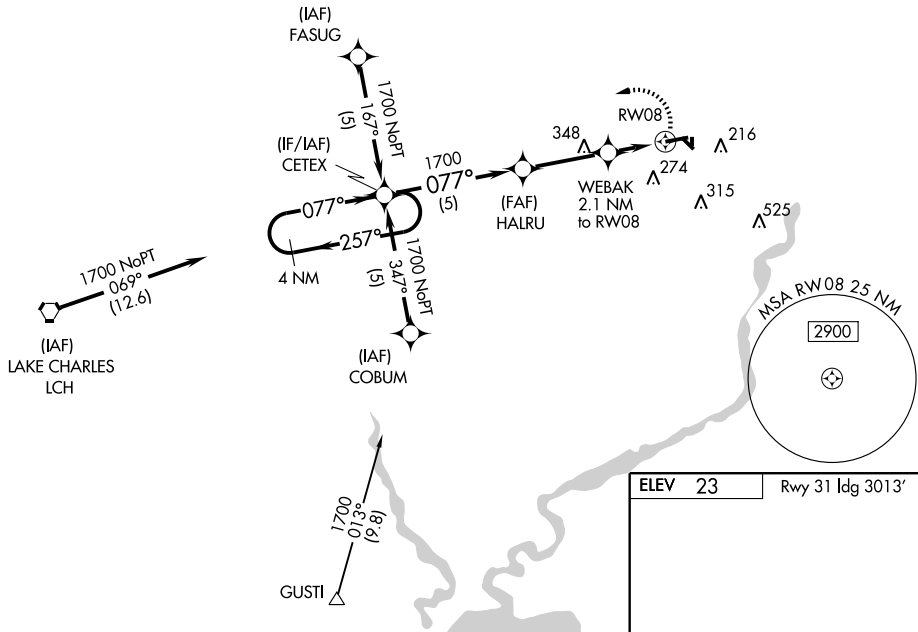 (IAF)
FASUG
1700 NoPT
167°
(5)
(IF/IAF)
CETEX
1700
077°
(5)
077°
257°
4 NM
(FAF)
HALRU
348
WEBAK
2.1 NM
to RW08
RW08
216
274
315
525
1700 NoPT
069°
(12.6)
(IAF)
LAKE CHARLES
LCH
1700 NoPT
347°
(5)
(IAF)
COBUM
1700
013°
(9.8)
GUSTI
MSA RW08 25 NM
2900
ELEV 23
Rwy 31 ldg 3013'